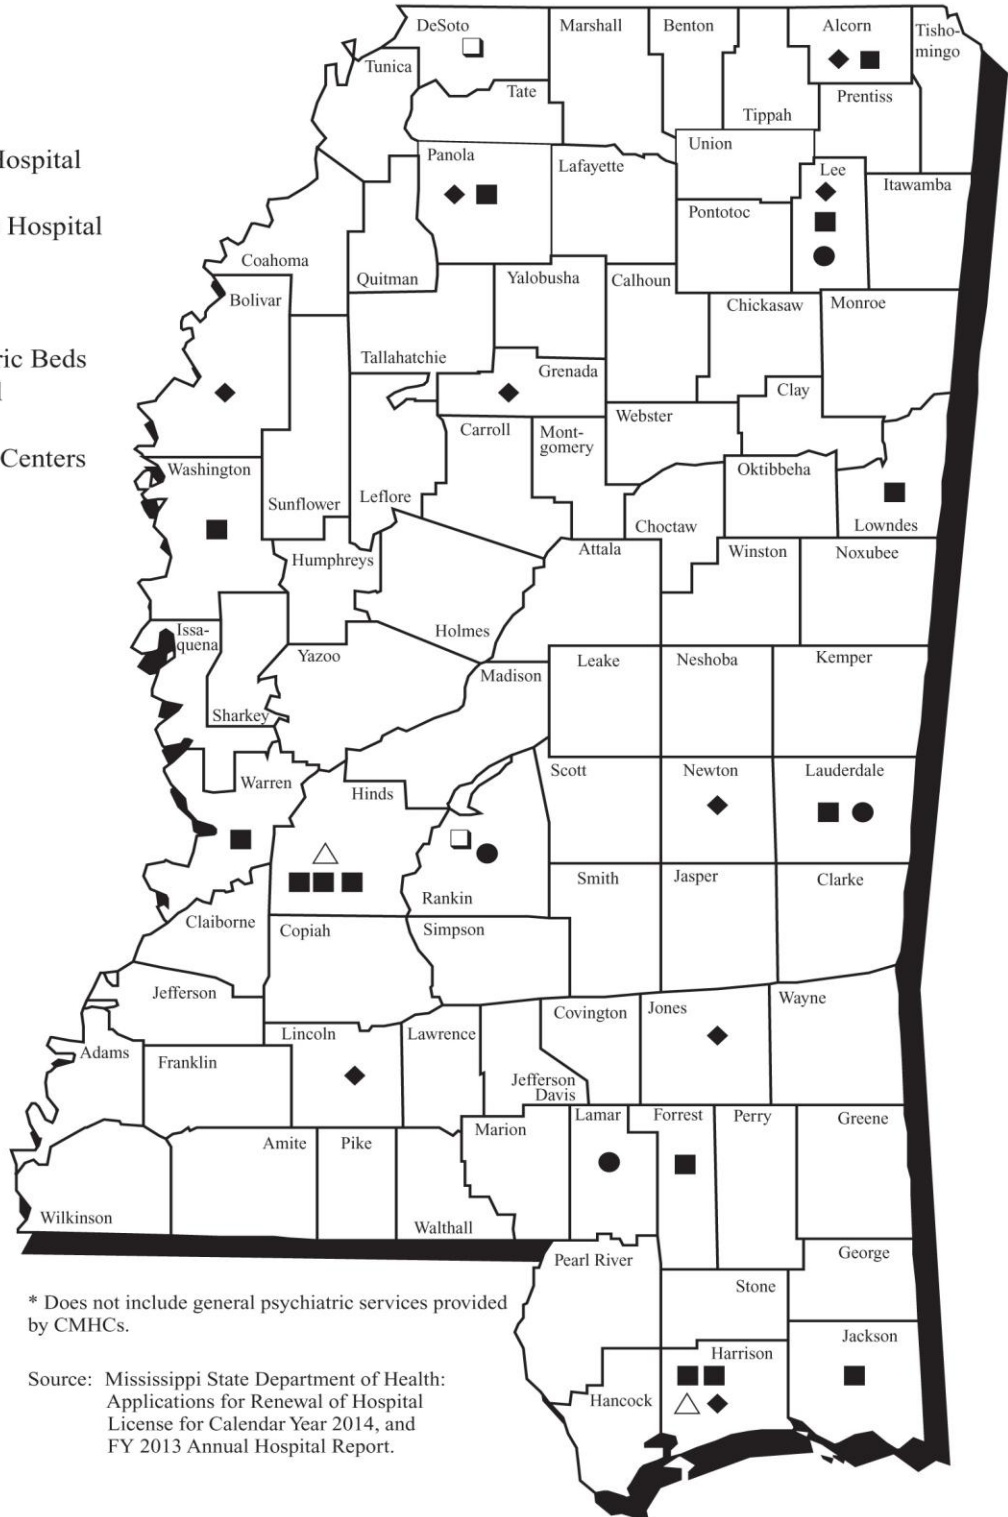 DeSoto
Marshall
Benton
Alcorn
Tisho-
mingo
Tunica
Tate
Prentiss
Tippah
Hospital
Panola
Lafayette
Union
Lee
Itawamba
Hospital
Pontotoc
Coahoma
Quitman
Yalobusha
Calhoun
Bolivar
Chickasaw
Monroe
ric Beds
Tallahatchie
Grenada
Clay
Webster
Carroll
Mont-
gomery
Centers
Washington
Oktibbeha
Sunflower
Leflore
Choctaw
Lowndes
Humphreys
Attala
Winston
Noxubee
Issa-
quena
Holmes
Yazoo
Leake
Neshoba
Kemper
Madison
Sharkey
Warren
Hinds
Scott
Newton
Lauderdale
Rankin
Smith
Jasper
Clarke
Claiborne
Copiah
Simpson
Jefferson
Lincoln
Lawrence
Covington
Jones
Wayne
Adams
Franklin
Jefferson
Davis
Amite
Pike
Marion
Lamar
Forrest
Perry
Greene
Wilkinson
Walthall
Pearl River
George
Stone
* Does not include general psychiatric services provided
by CMHCs.
Jackson
Harrison
Hancock
Source: Mississippi State Department of Health:
Applications for Renewal of Hospital
License for Calendar Year 2014, and
FY 2013 Annual Hospital Report.